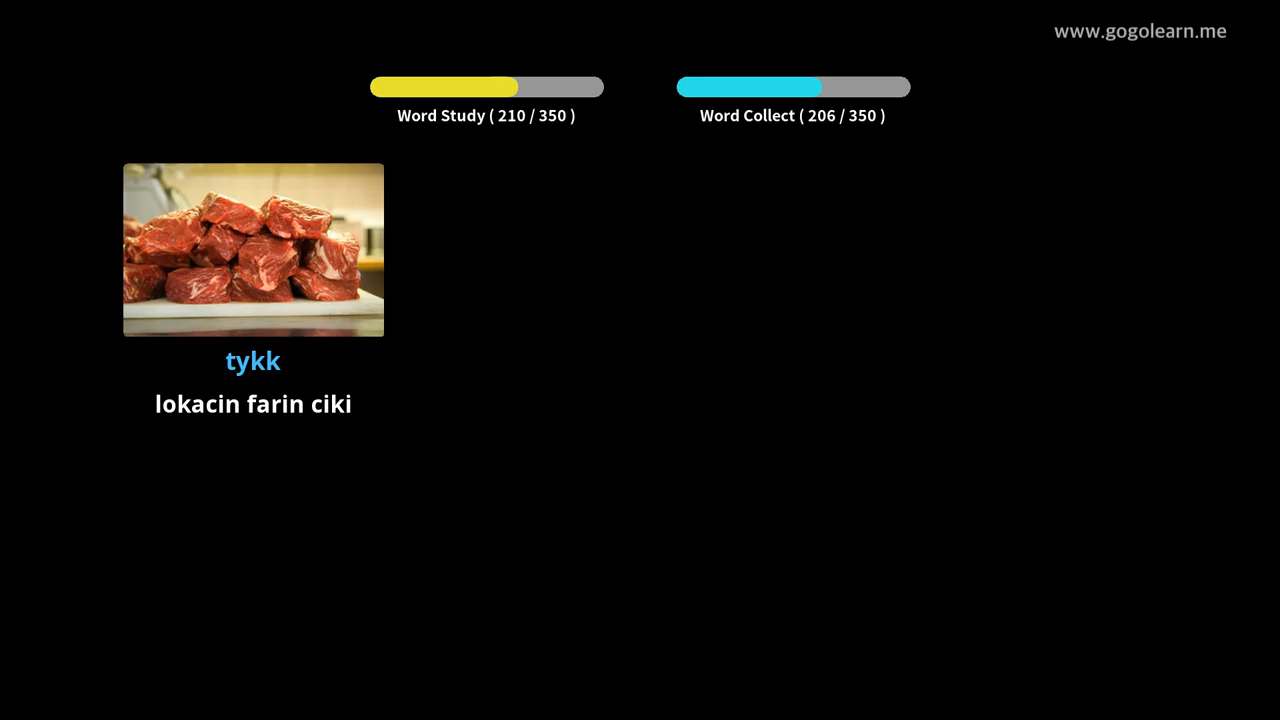 www.gogolearn.me
Word Study ( 210 / 350 )
Word Collect ( 206 / 350 )
tykk
lokacin farin ciki